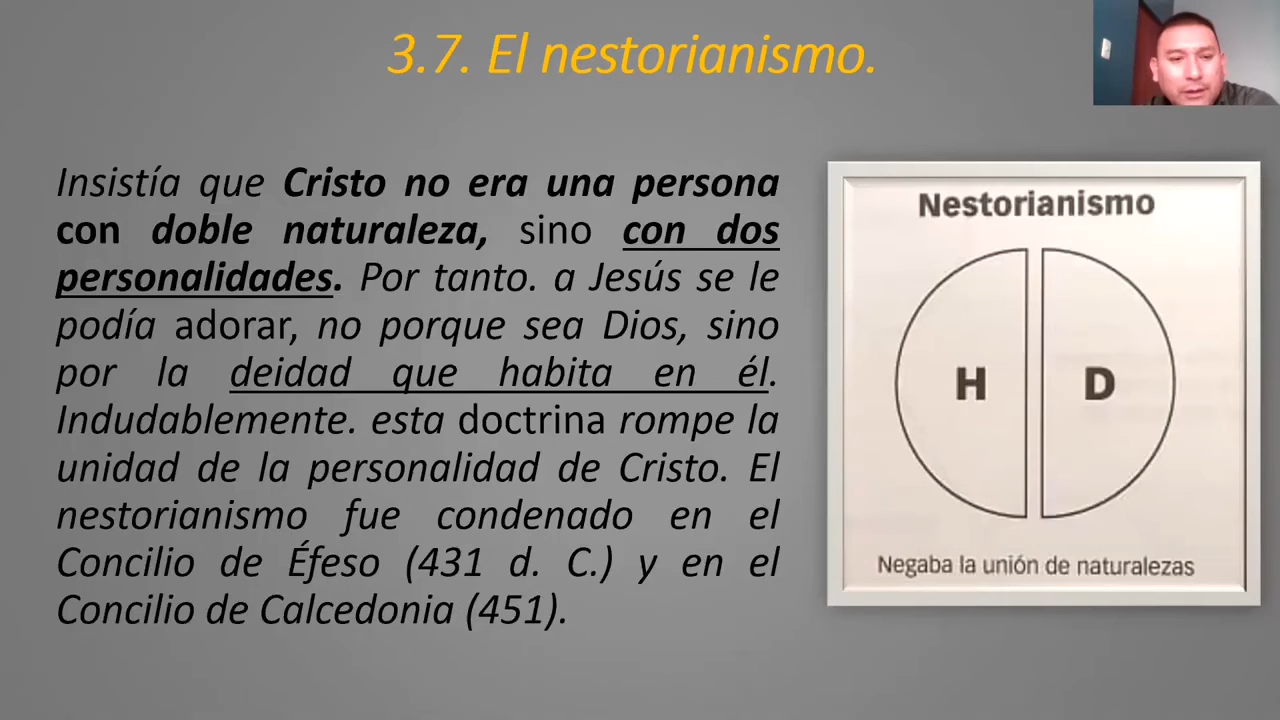 3.7. El nestorianismo.
Insistía que Cristo no era una persona
con doble naturaleza, sino con dos
personalidades. Por tanto. a Jesús se le
podía adorar, no porque sea Dios, sino
por la deidad que habita en él.
Indudablemente. esta doctrina rompe la
unidad de la personalidad de Cristo. El
nestorianismo fue condenado en el
Concilio de Éfeso (431 d. C.) y en el
Concilio de Calcedonia (451).
Nestorianismo
H D
Negaba la unión de naturalezas